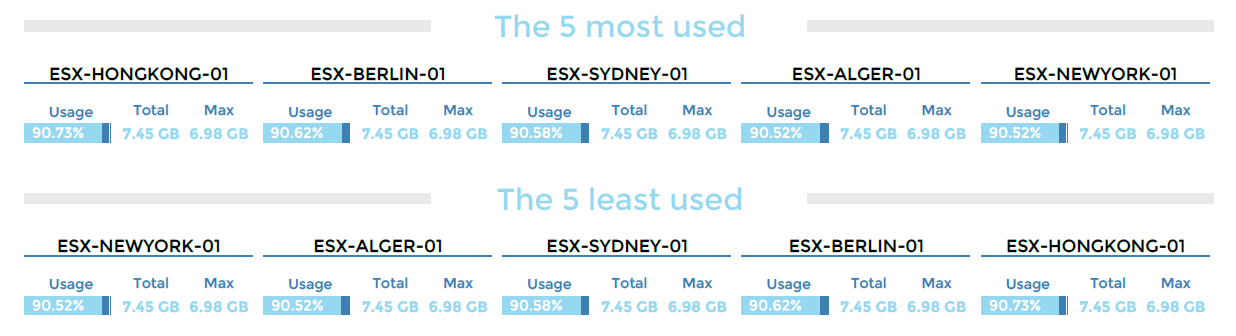 The 5 most used
ESX-HONGKONG-01 ESX-BERLIN-01 ESX-SYDNEY-01 ESX-ALGER-01 ESX-NEWYORK-01
Usage Total Max Usage Total Max Usage Total Max Usage Total Max Usage Total Max
90.73% 7.45 GB 6.98 GB 90.62% 7.45 GB 6.98 GB 90.58% 7.45 GB 6.98 GB 90.52% 7.45 GB 6.98 GB 90.52% 7.45 GB 6.98 GB
The 5 least used
ESX-NEWYORK-01 ESX-ALGER-01 ESX-SYDNEY-01 ESX-BERLIN-01 ESX-HONGKONG-01
Usage Total Max Usage Total Max Usage Total Max Usage Total Max Usage Total Max
90.52% 7.45 GB 6.98 GB 90.52% 7.45 GB 6.98 GB 90.58% 7.45 GB 6.98 GB 90.62% 7.45 GB 6.98 GB 90.73% 7.45 GB 6.98 GB